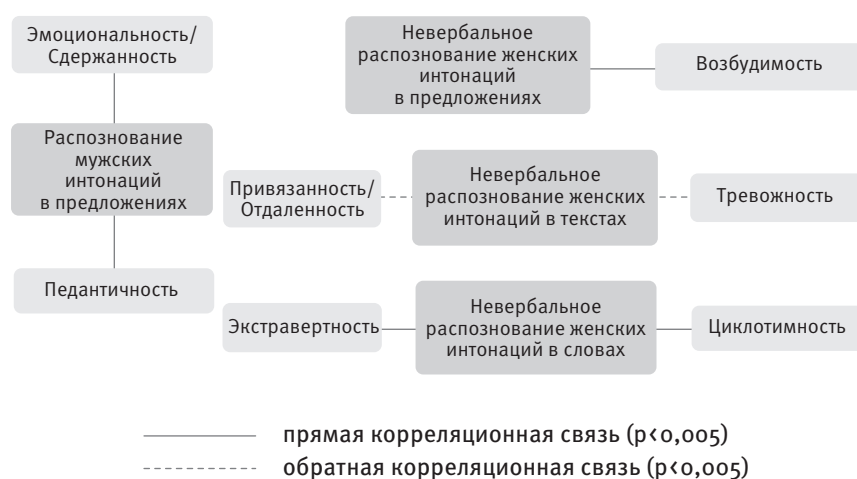 Эмоциональность/
Сдержанность
Распознование
мужских
интонаций
в предложениях
Педантичность
Невербальное
распознование женских
интонаций
в предложениях
Возбудимость
Привязанность/
Отдаленность
Невербальное
распознование женских
интонаций в текстах
Тревожность
Экстравертность
Невербальное
распознование женских
интонаций в словах
Циклотимность
прямая корреляционная связь (p<0,005)
обратная корреляционная связь (p<0,005)